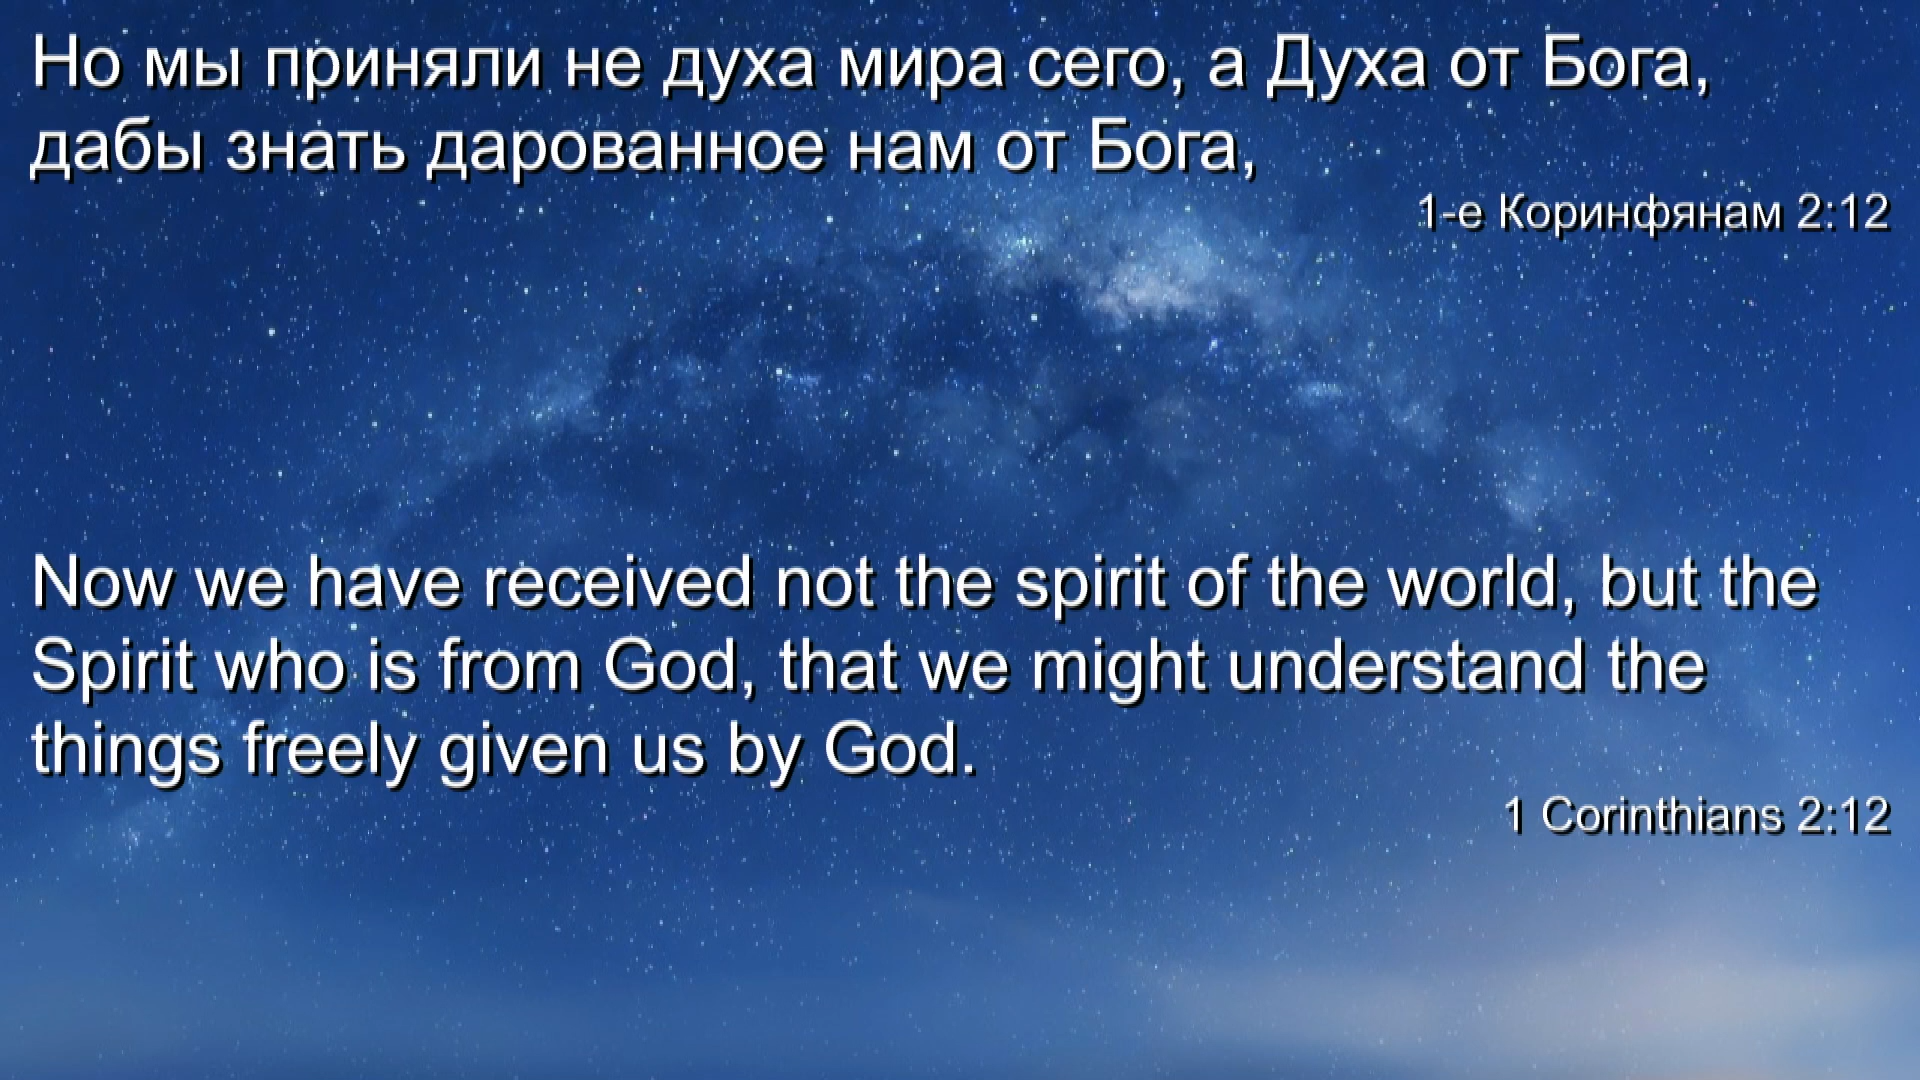 Но мы приняли не духа мира сего, а Духа от Бога,
дабы знать дарованное нам от Бога,
1-е Коринфянам 2:12
Now we have received not the spirit of the world, but the
Spirit who is from God, that we might understand the
things freely given us by God.
1 Corinthians 2:12